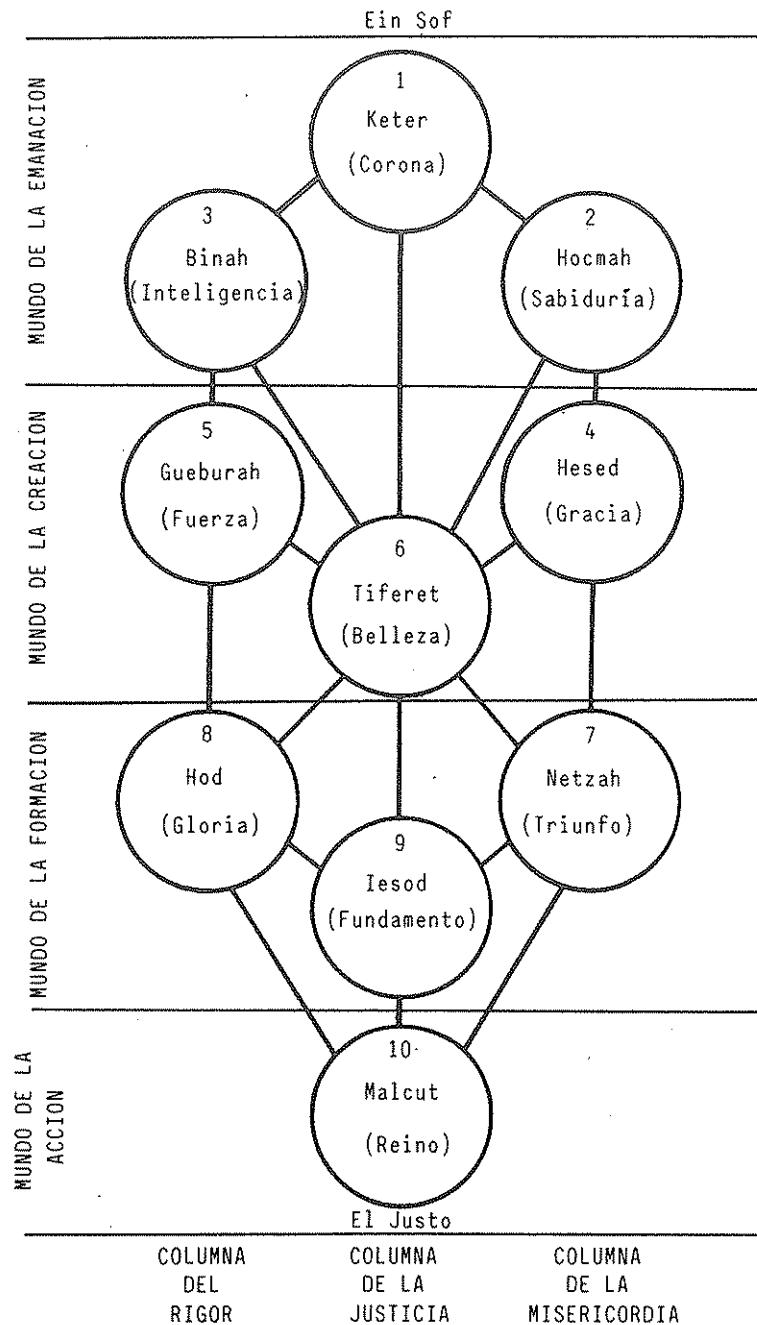 Ein Sof
MUNDO DE LA EMANACION
1
Keter
(Corona)
3
Binah
(Inteligencia)
2
Hocmah
(Sabiduría)
MUNDO DE LA CREACION
5
Gueburah
(Fuerza)
4
Hesed
(Gracia)
6
Tiferet
(Belleza)
MUNDO DE LA FORMACION
8
Hod
(Gloria)
7
Netzah
(Triunfo)
9
Iesod
(Fundamento)
MUNDO DE LA
ACCION
10
Malcut
(Reino)
El Justo
COLUMNA
DEL
RIGOR
COLUMNA
DE LA
JUSTICIA
COLUMNA
DE LA
MISERICORDIA